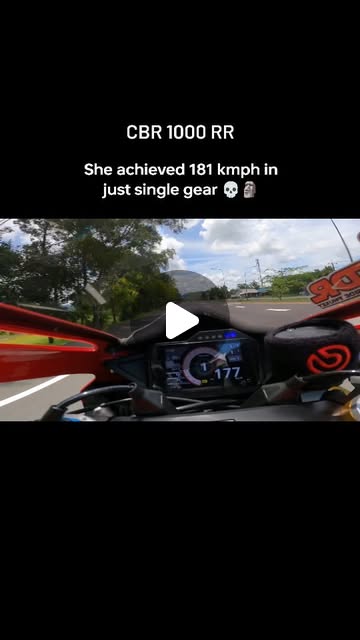 CBR 1000 RR
She achieved 181 kmph in
just single gear 💀🗿
1
177